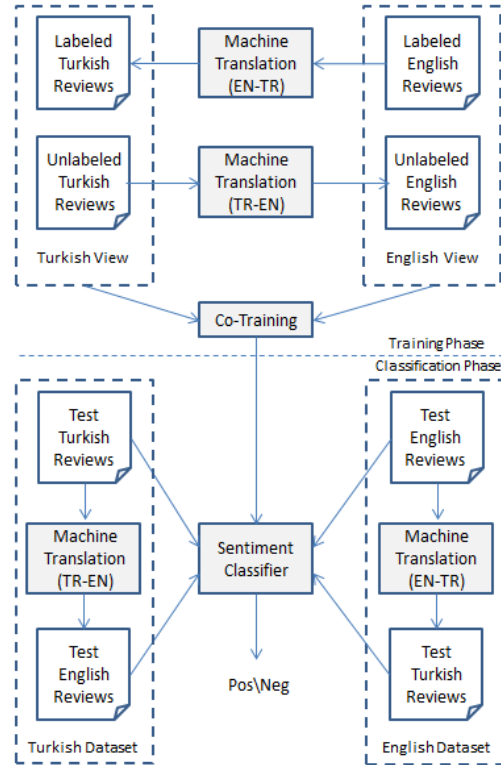 Labeled
Turkish
Reviews
Machine
Translation
(EN-TR)
Labeled
English
Reviews
Unlabeled
Turkish
Reviews
Machine
Translation
(TR-EN)
Unlabeled
English
Reviews
Turkish View
English View
Co-Training
Training Phase
Classification Phase
Test
Turkish
Reviews
Test
English
Reviews
Machine
Translation
(TR-EN)
Sentiment
Classifier
Machine
Translation
(EN-TR)
Test
English
Reviews
Pos\Neg
Test
Turkish
Reviews
Turkish Dataset
English Dataset